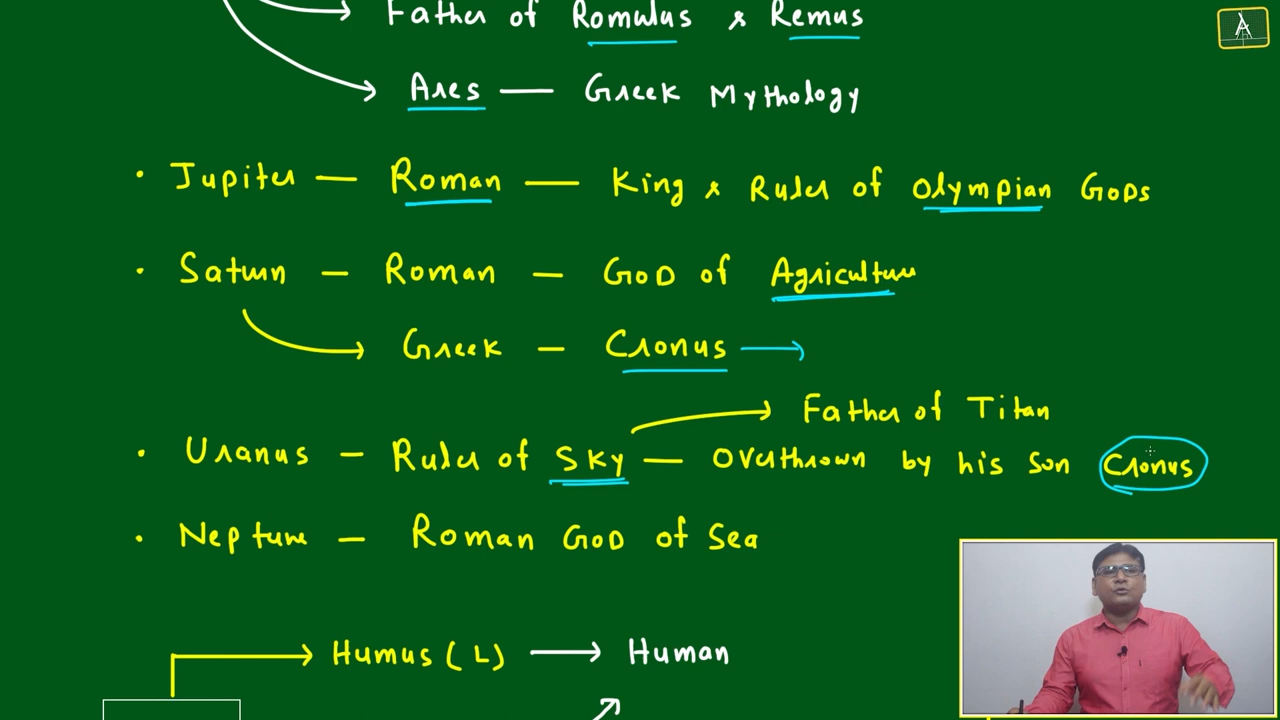 Father of Romulus & Remus
Ares — Greek Mythology
• Jupiter — Roman — King & Ruler of Olympian Gods
• Saturn — Roman — God of Agriculture
Greek — Cronus →
Father of Titan
• Uranus — Ruler of Sky — Overthrown by his son Cronus
• Neptune — Roman God of Sea
Humus (L) → Human